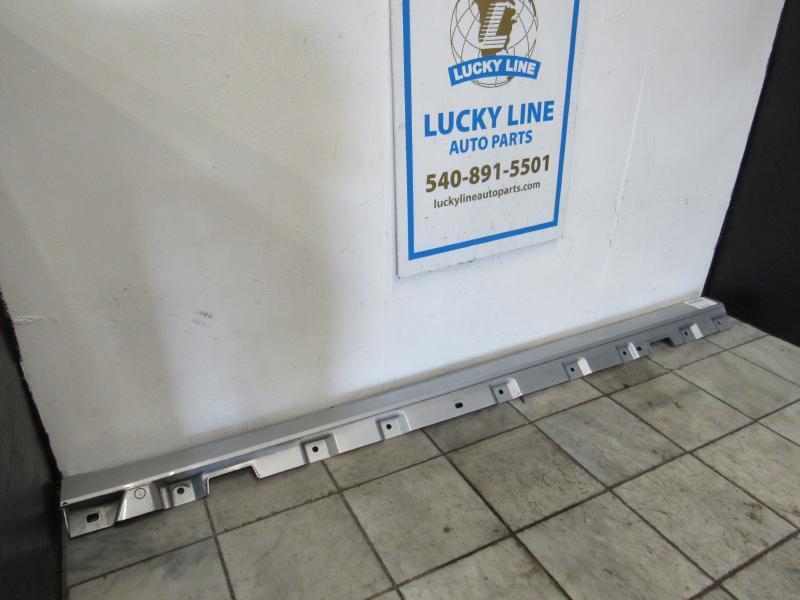 LUCKY LINE
LUCKY LINE
AUTO PARTS
540-891-5501
luckylineautoparts.com